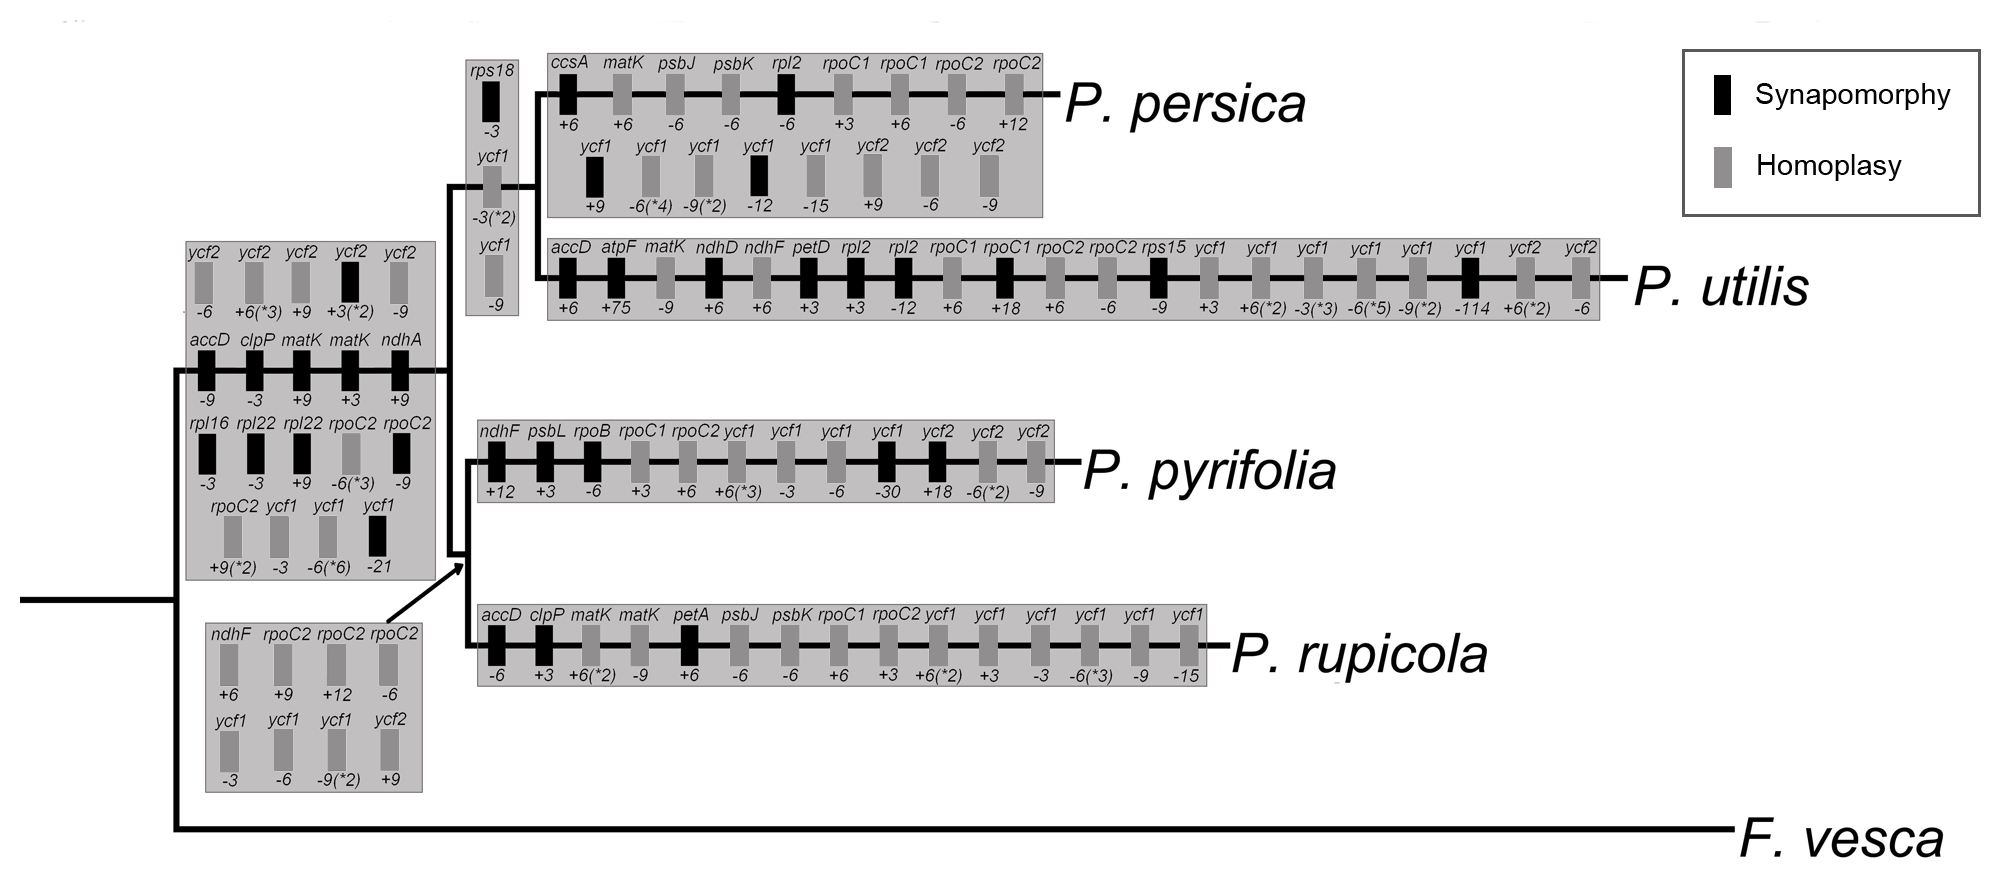 rps18
-3
ycf1
-3(*2)
ycf1
-9
ccsA matK psbJ psbK rpl2 rpoC1 rpoC1 rpoC2 rpoC2
+6 +6 -6 -6 -6 +3 +6 -6 +12
ycf1 ycf1 ycf1 ycf1 ycf1 ycf2 ycf2 ycf2
+9 -6(*4) -9(*2) -12 -15 +9 -6 -9
P. persica
Synapomorphy
Homoplasy
accD atpF matK ndhD ndhF petD rpl2 rpl2 rpoC1 rpoC1 rpoC2 rpoC2 rps15 ycf1 ycf1 ycf1 ycf1 ycf1 ycf1 ycf2 ycf2
+6 +75 -9 +6 +6 +3 +3 -12 +6 +18 +6 -6 -9 +3 +6(*2) -3(*3) -6(*5) -9(*2) -114 +6(*2) -6
P. utilis
ycf2 ycf2 ycf2 ycf2 ycf2
-6 +6(*3) +9 +3(*2) -9
accD clpP matK matK ndhA
-9 -3 +9 +3 +9
rpl16 rpl22 rpl22 rpoC2 rpoC2
-3 -3 +9 -6(*3) -9
rpoC2 ycf1 ycf1 ycf1
+9(*2) -3 -6(*6) -21
ndhF psbL rpoB rpoC1 rpoC2 ycf1 ycf1 ycf1 ycf1 ycf2 ycf2 ycf2
+12 +3 -6 +3 +6 +6(*3) -3 -6 -30 +18 -6(*2) -9
P. pyrifolia
accD clpP matK matK petA psbJ psbK rpoC1 rpoC2 ycf1 ycf1 ycf1 ycf1 ycf1 ycf1
-6 +3 +6(*2) -9 +6 -6 -6 +6 +3 +6(*2) +3 -3 -6(*3) -9 -15
P. rupicola
ndhF rpoC2 rpoC2 rpoC2
+6 +9 +12 -6
ycf1 ycf1 ycf1 ycf2
-3 -6 -9(*2) +9
F. vesca